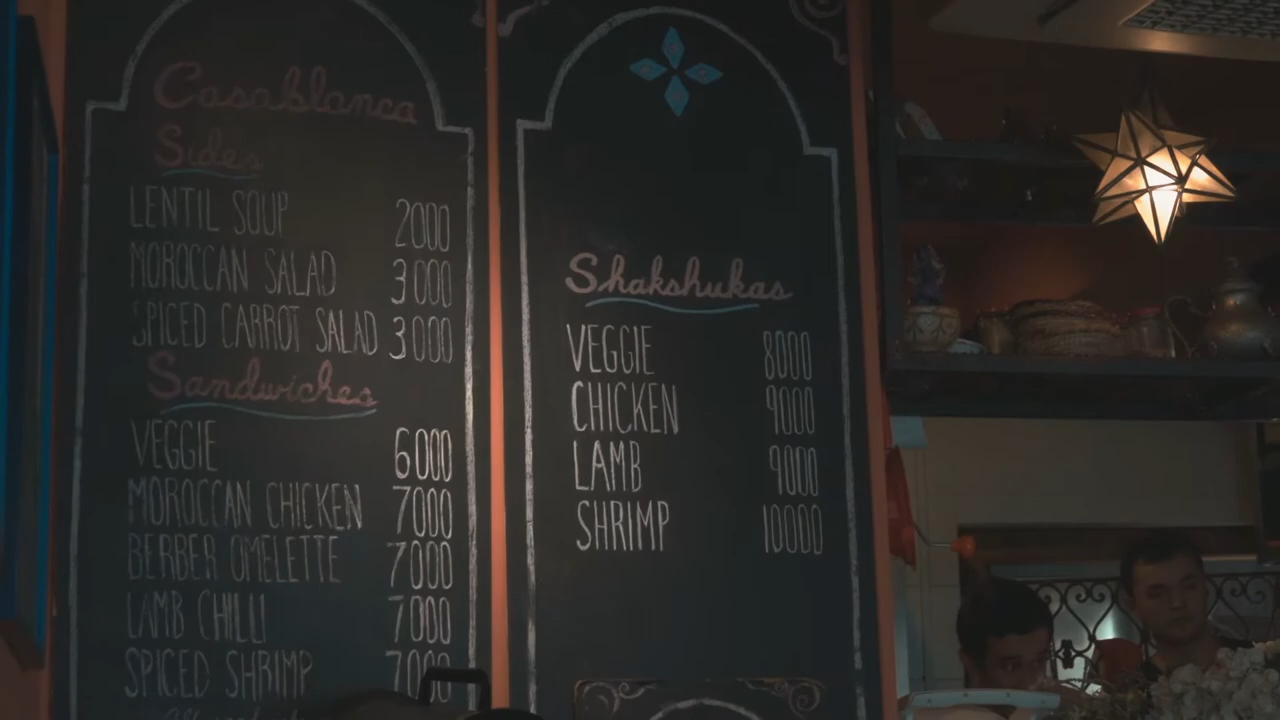 Casablanca
Sides
LENTIL SOUP 2000
MOROCCAN SALAD 3000
SPICED CARROT SALAD 3000
Sandwiches
VEGGIE 6000
MOROCCAN CHICKEN 7000
BERBER OMELETTE 7000
LAMB CHILLI 7000
SPICED SHRIMP 7000
Shakshukas
VEGGIE 8000
CHICKEN 9000
LAMB 9000
SHRIMP 10000